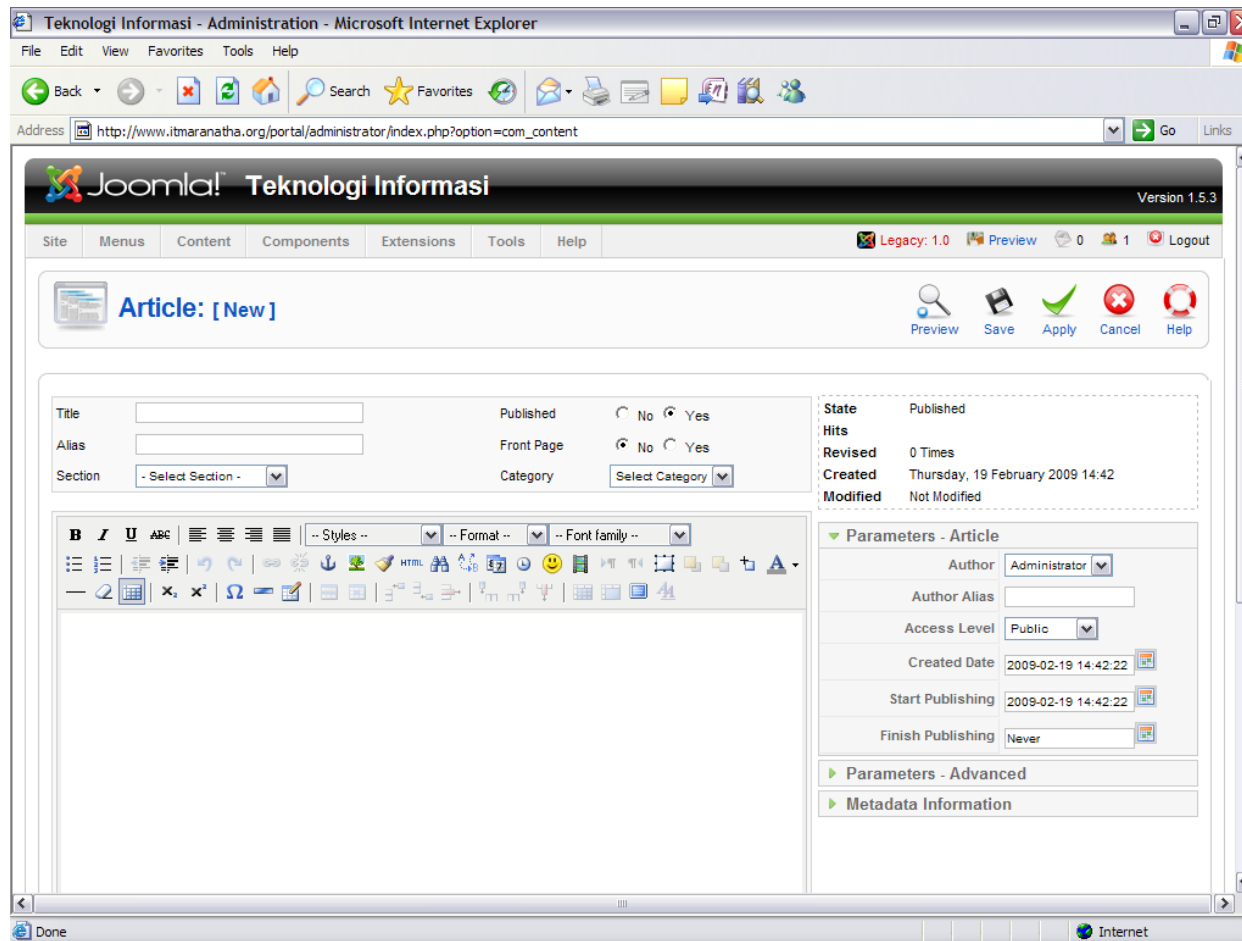 Teknologi Informasi - Administration - Microsoft Internet Explorer
File Edit View Favorites Tools Help
Back Search Favorites
Address http://www.itmaranatha.org/portal/administrator/index.php?option=com_content Go Links
Joomla! Teknologi Informasi
Version 1.5.3
Site Menus Content Components Extensions Tools Help Legacy: 1.0 Preview 0 1 Logout
Article: [ New ]
Preview Save Apply Cancel Help
Title Published No Yes
Alias Front Page No Yes
Section - Select Section - Category Select Category
State Published
Hits
Revised 0 Times
Created Thursday, 19 February 2009 14:42
Modified Not Modified
B I U ABC -- Styles -- -- Format -- -- Font family --
HTML A
x₂ x² Ω
Parameters - Article
Author Administrator
Author Alias
Access Level Public
Created Date 2009-02-19 14:42:22
Start Publishing 2009-02-19 14:42:22
Finish Publishing Never
Parameters - Advanced
Metadata Information
Done Internet